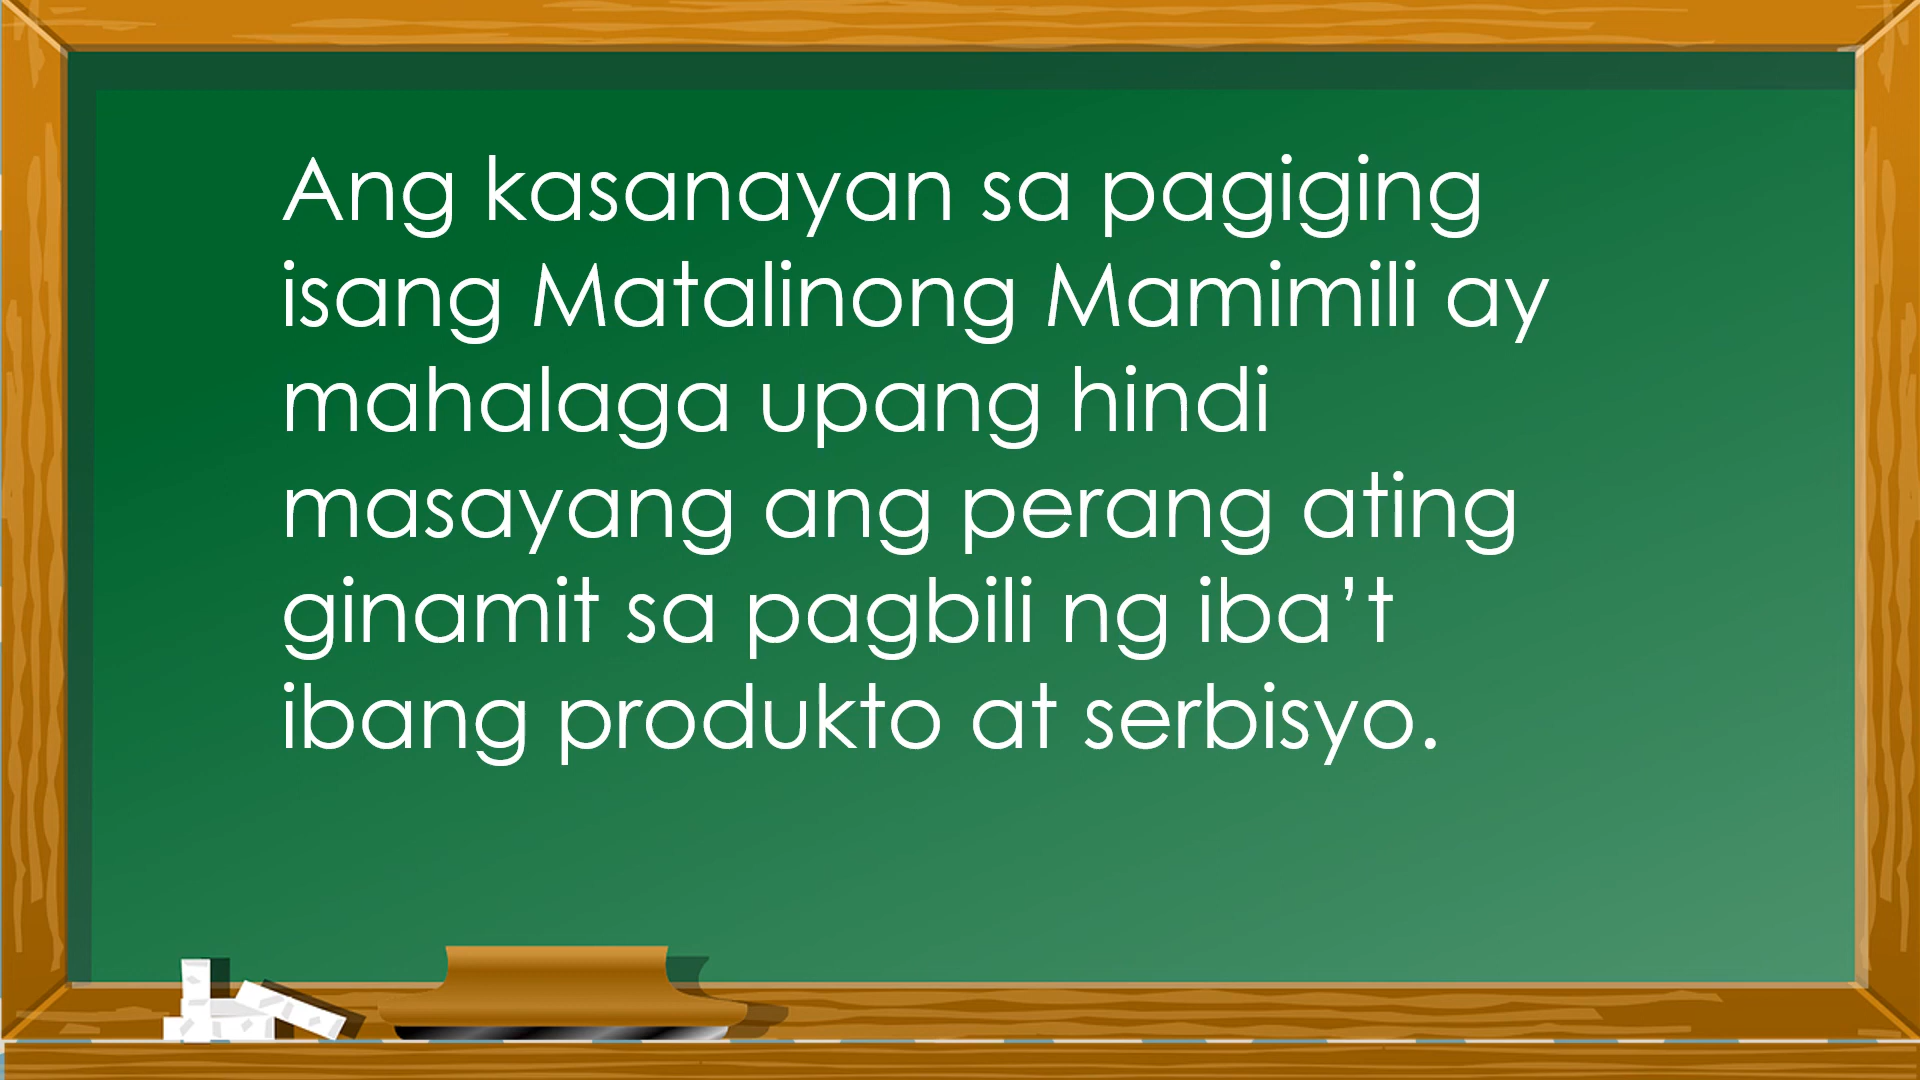 Ang kasanayan sa pagiging
isang Matalinong Mamimili ay
mahalaga upang hindi
masayang ang perang ating
ginamit sa pagbili ng iba’t
ibang produkto at serbisyo.